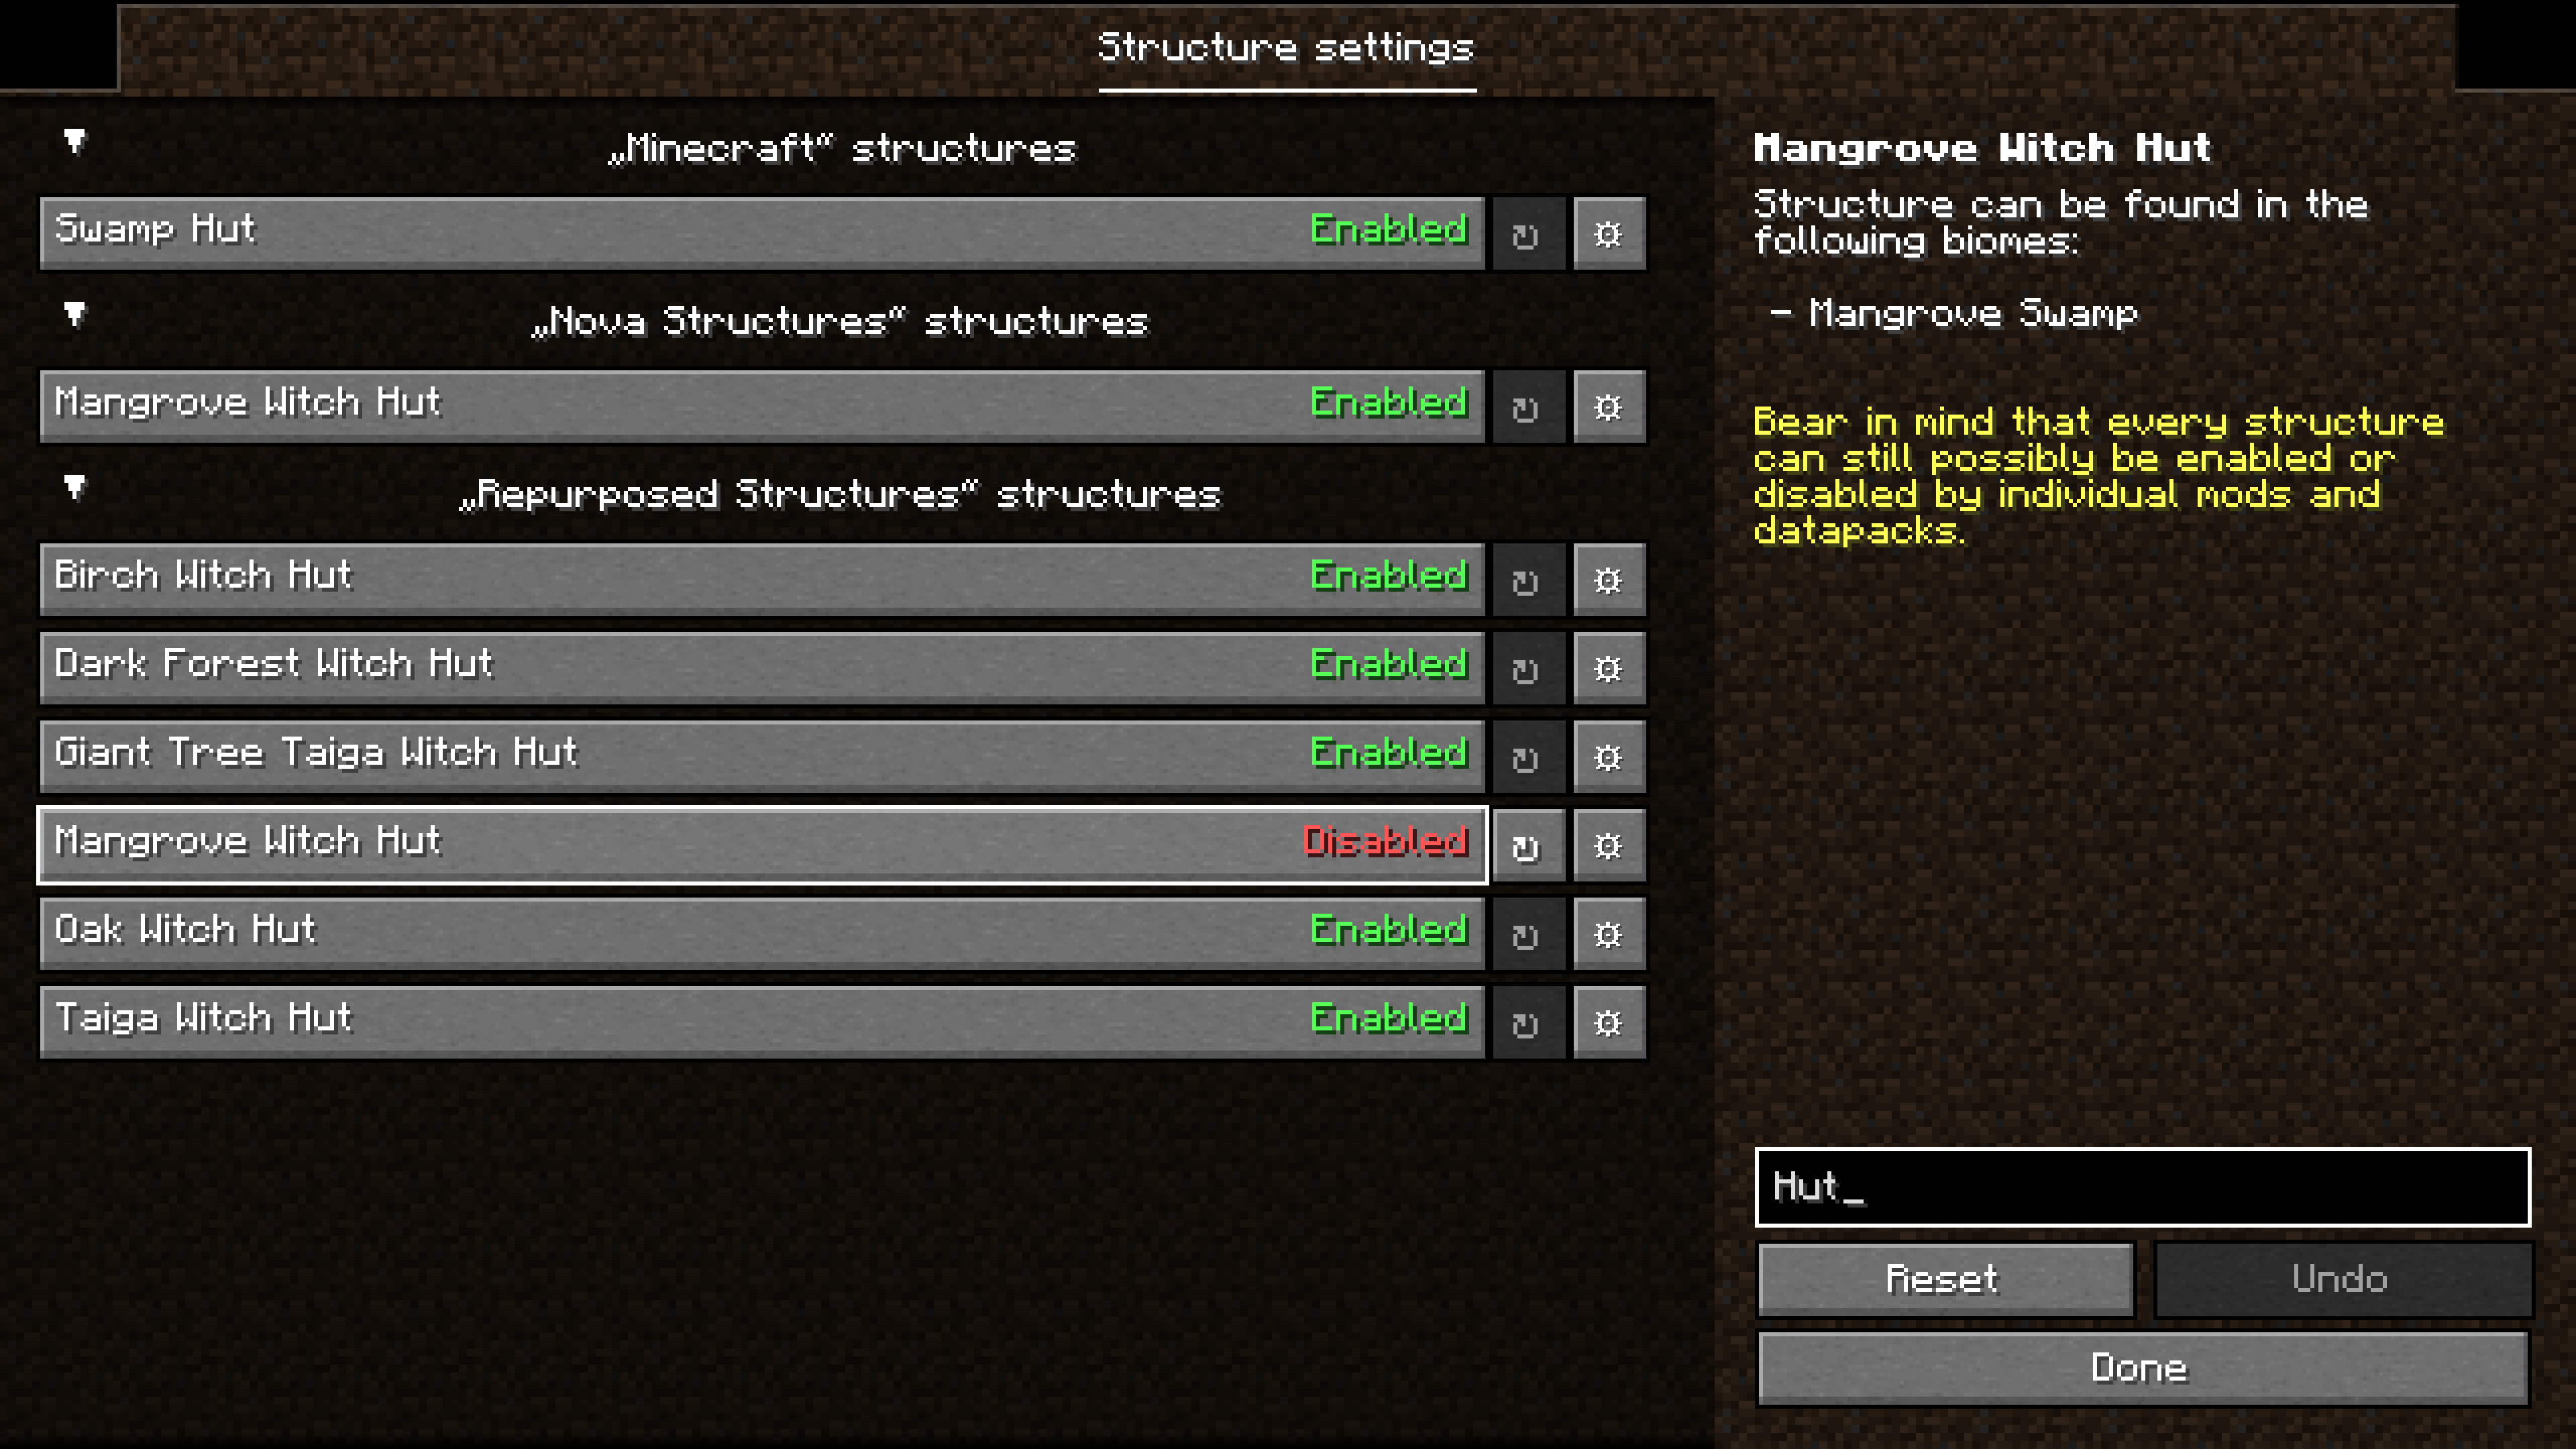 Structure settings
„Minecraft“ structures
Swamp Hut Enabled
„Nova Structures“ structures
Mangrove Witch Hut Enabled
„Repurposed Structures“ structures
Birch Witch Hut Enabled
Dark Forest Witch Hut Enabled
Giant Tree Taiga Witch Hut Enabled
Mangrove Witch Hut Disabled
Oak Witch Hut Enabled
Taiga Witch Hut Enabled
Mangrove Witch Hut
Structure can be found in the
following biomes:
- Mangrove Swamp
Bear in mind that every structure
can still possibly be enabled or
disabled by individual mods and
datapacks.
Hut_
Reset Undo
Done